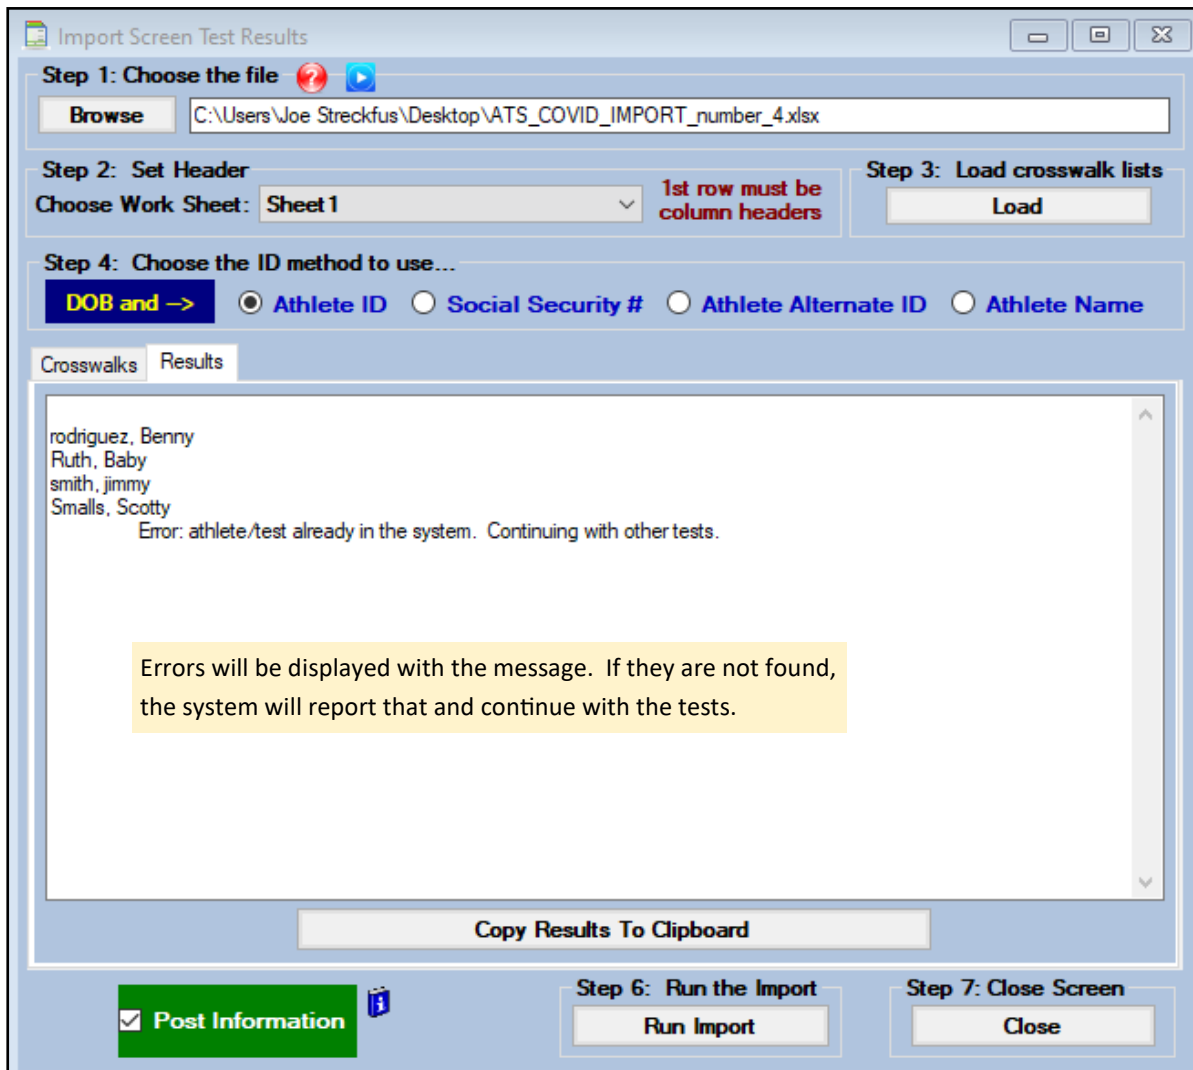 Import Screen Test Results
Step 1: Choose the file
Browse C:\Users\Joe Streckfus\Desktop\ATS_COVID_IMPORT_number_4.xlsx
Step 2: Set Header
Choose Work Sheet: Sheet1
1st row must be
column headers
Step 3: Load crosswalk lists
Load
Step 4: Choose the ID method to use...
DOB and --> Athlete ID Social Security # Athlete Alternate ID Athlete Name
Crosswalks Results
rodriguez, Benny
Ruth, Baby
smith, jimmy
Smalls, Scotty
Error: athlete/test already in the system. Continuing with other tests.
Errors will be displayed with the message. If they are not found,
the system will report that and continue with the tests.
Copy Results To Clipboard
Post Information
Step 6: Run the Import
Run Import
Step 7: Close Screen
Close